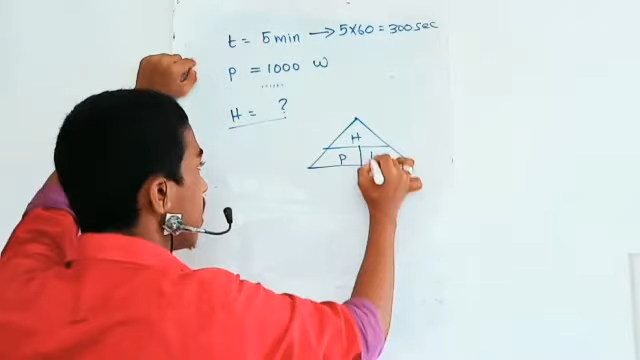 t = 5 min → 5×60 = 300 sec
P = 1000 W
H = ?
H
P